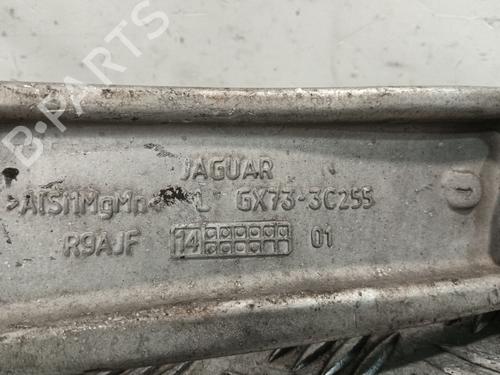 B-PARTS
JAGUAR
>AlSi1MgMn< L GX73-3C255
R9AJF 14 01